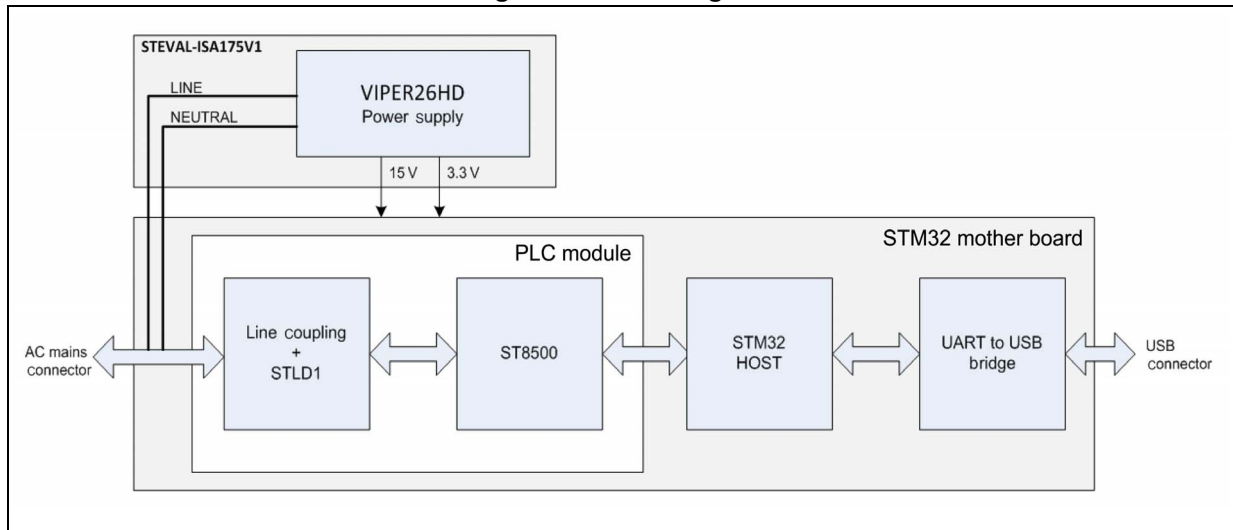 STEVAL-ISA175V1
LINE
NEUTRAL
VIPER26HD
Power supply
15 V
3.3 V
STM32 mother board
PLC module
AC mains
connector
Line coupling
+
STLD1
ST8500
STM32
HOST
UART to USB
bridge
USB
connector